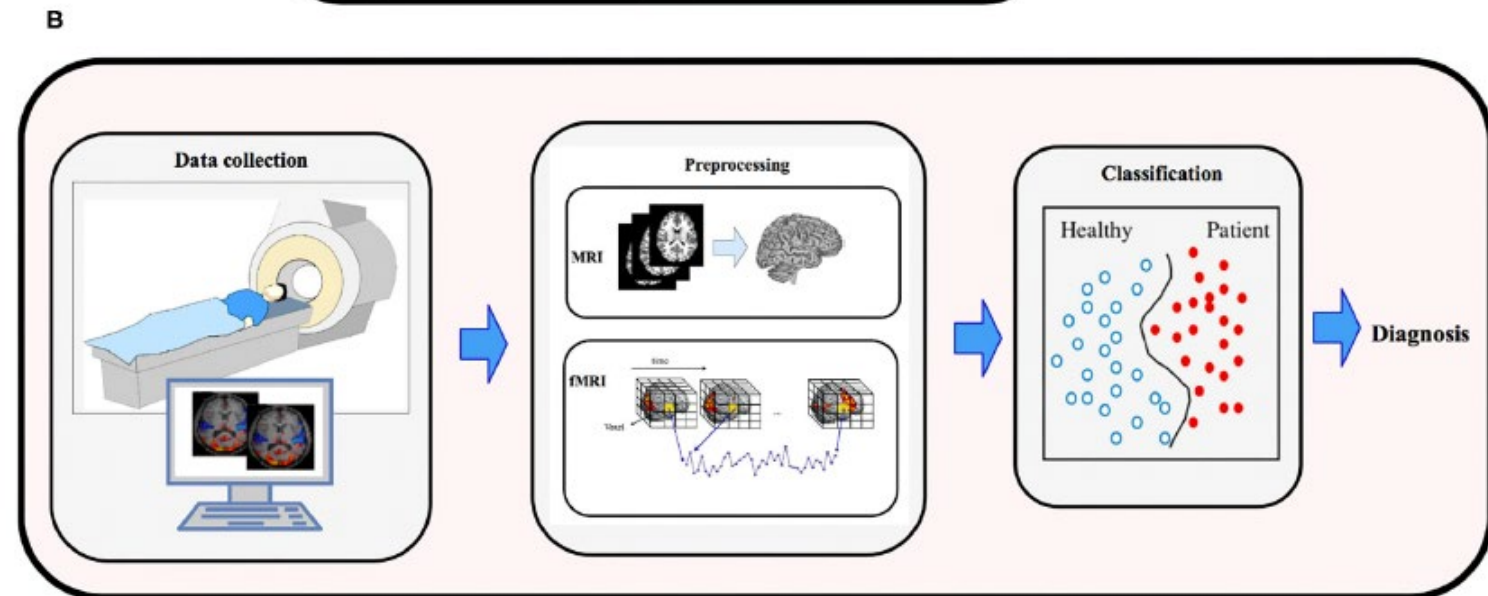 B
Data collection
Preprocessing
MRI
time
fMRI
Voxel
...
Classification
Healthy Patient
Diagnosis